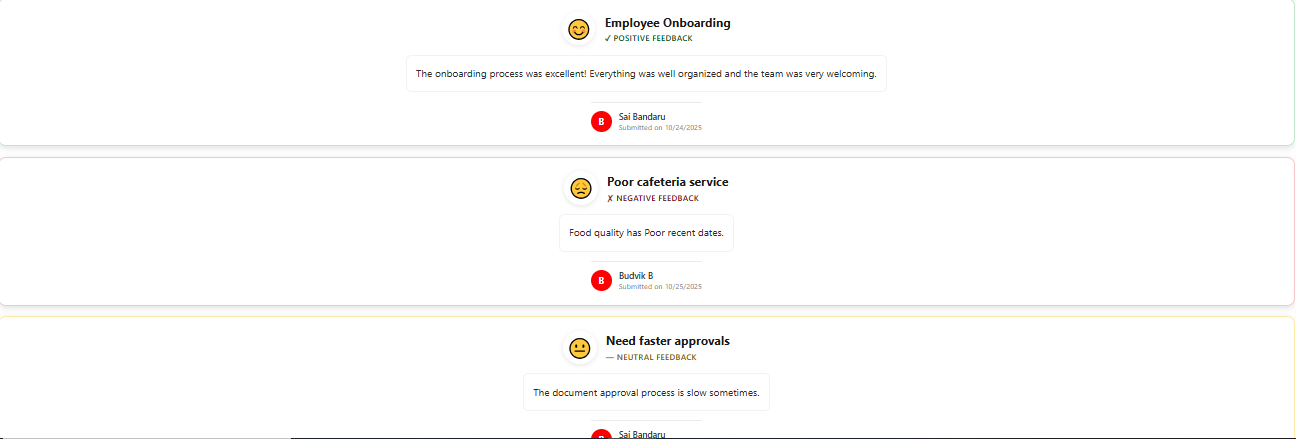 Employee Onboarding
✓ POSITIVE FEEDBACK
The onboarding process was excellent! Everything was well organized and the team was very welcoming.
B
Sai Bandaru
Submitted on 10/24/2025
Poor cafeteria service
✗ NEGATIVE FEEDBACK
Food quality has Poor recent dates.
B
Budvik B
Submitted on 10/25/2025
Need faster approvals
— NEUTRAL FEEDBACK
The document approval process is slow sometimes.
B
Sai Bandaru